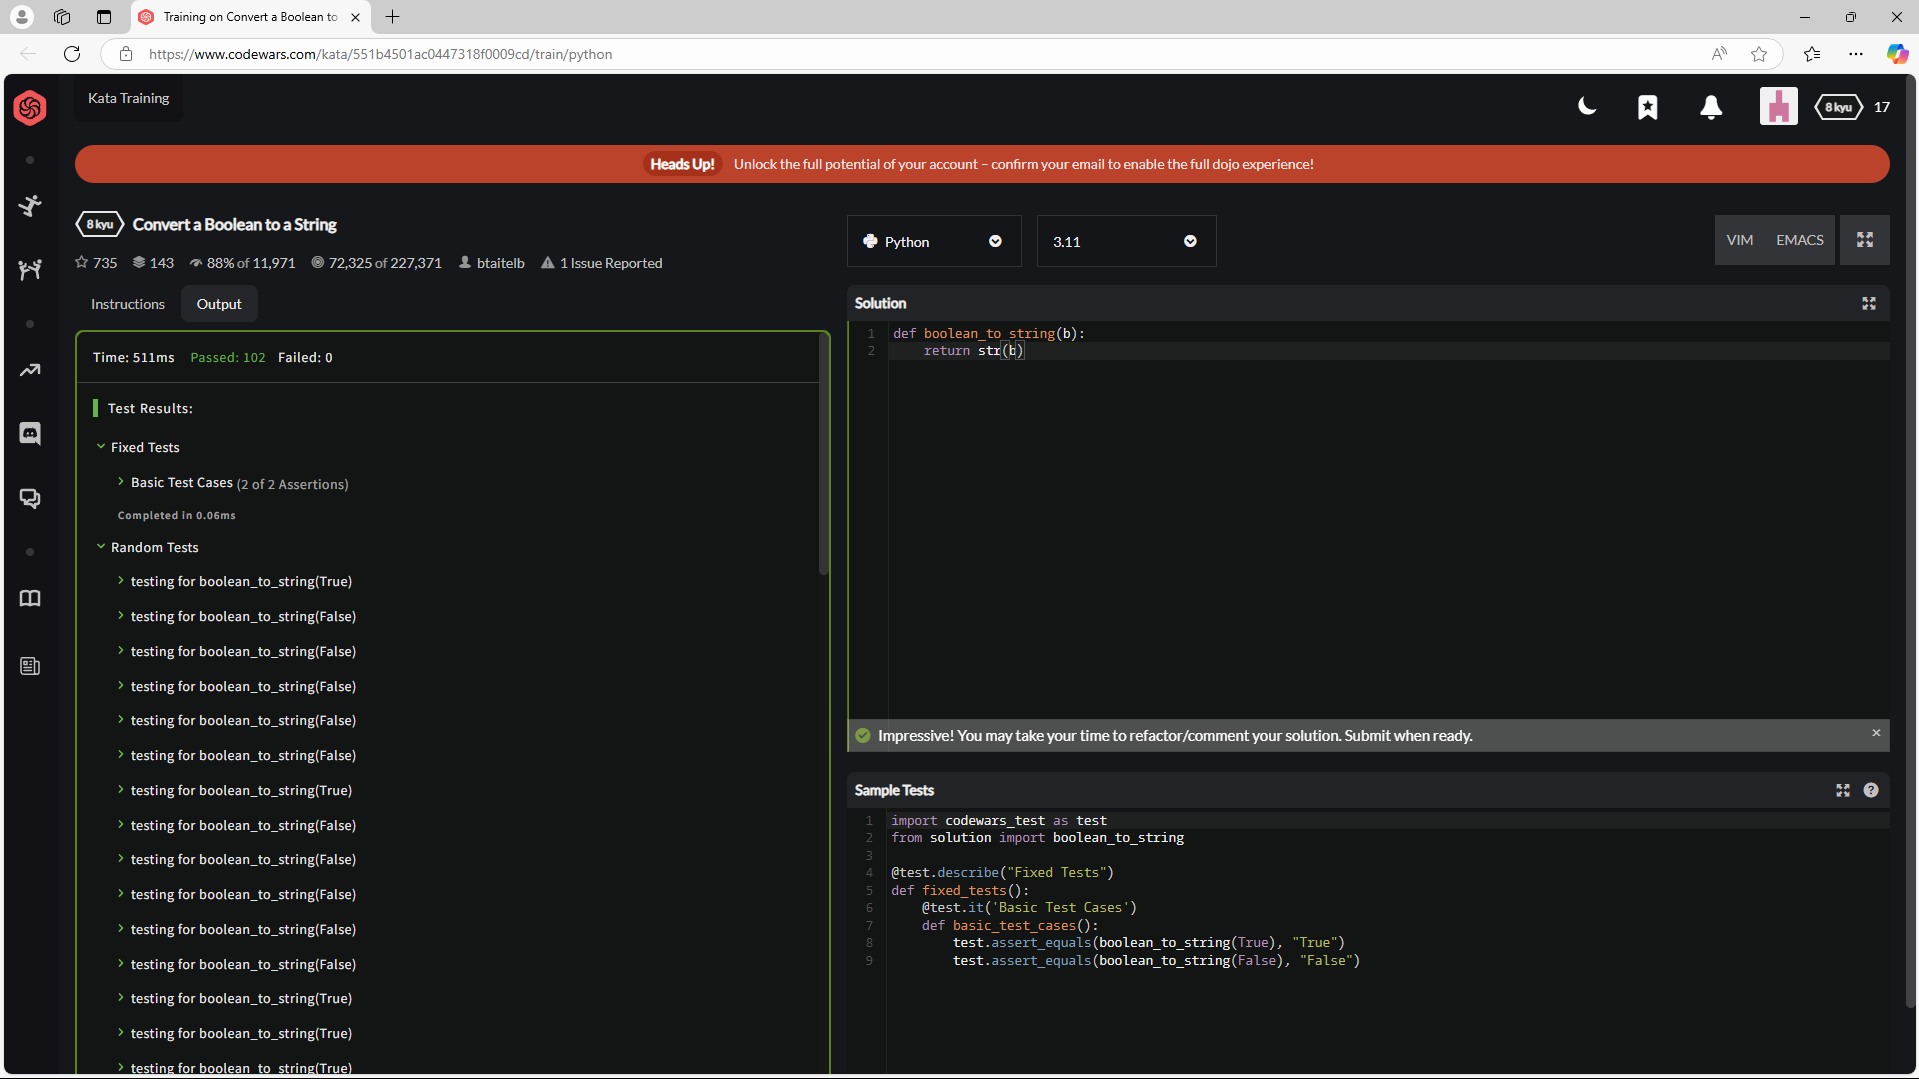 Training on Convert a Boolean to
https://www.codewars.com/kata/551b4501ac0447318f0009cd/train/python
Kata Training
8 kyu
17
Heads Up! Unlock the full potential of your account – confirm your email to enable the full dojo experience!
8 kyu Convert a Boolean to a String
735 143 88% of 11,971 72,325 of 227,371 btaitelb 1 Issue Reported
Instructions
Output
Time: 511ms Passed: 102 Failed: 0
Test Results:
Fixed Tests
Basic Test Cases (2 of 2 Assertions)
Completed in 0.06ms
Random Tests
testing for boolean_to_string(True)
testing for boolean_to_string(False)
testing for boolean_to_string(False)
testing for boolean_to_string(False)
testing for boolean_to_string(False)
testing for boolean_to_string(False)
testing for boolean_to_string(True)
testing for boolean_to_string(False)
testing for boolean_to_string(False)
testing for boolean_to_string(False)
testing for boolean_to_string(False)
testing for boolean_to_string(False)
testing for boolean_to_string(True)
testing for boolean_to_string(True)
testing for boolean_to_string(True)
Python
3.11
VIM EMACS
Solution
1 def boolean_to_string(b):
2 return str(b)
Impressive! You may take your time to refactor/comment your solution. Submit when ready.
Sample Tests
1 import codewars_test as test
2 from solution import boolean_to_string
3
4 @test.describe("Fixed Tests")
5 def fixed_tests():
6 @test.it('Basic Test Cases')
7 def basic_test_cases():
8 test.assert_equals(boolean_to_string(True), "True")
9 test.assert_equals(boolean_to_string(False), "False")